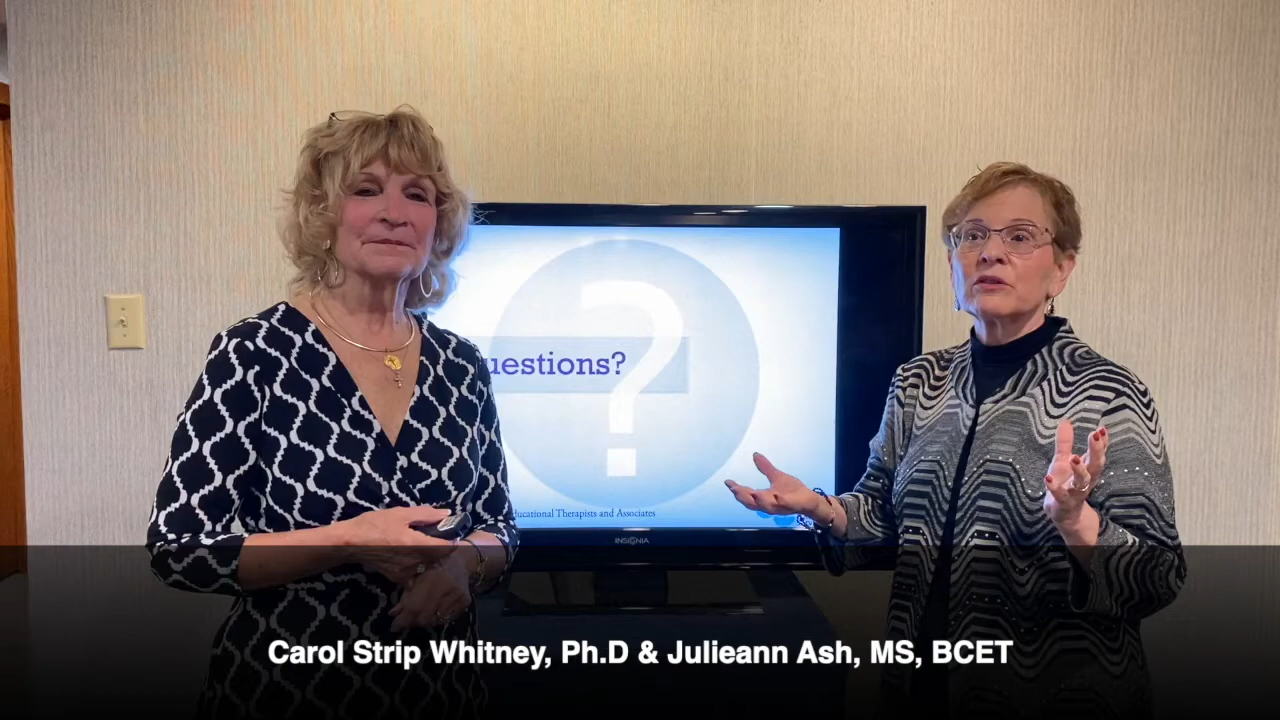 uestions?
?
ducational Therapists and Associates
INSIGNIA
Carol Strip Whitney, Ph.D & Julieann Ash, MS, BCET